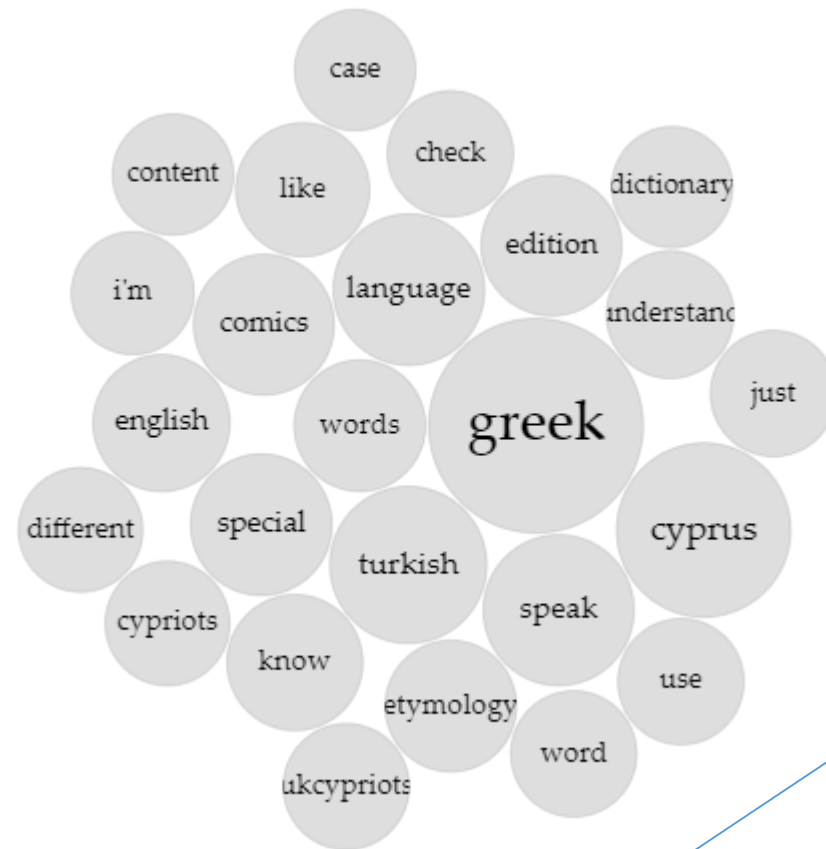 case
check
content
like
dictionary
edition
language
i'm
understand
comics
just
english
words
greek
different
special
cyprus
turkish
speak
cypriots
know
use
etymology
word
ukcypriots